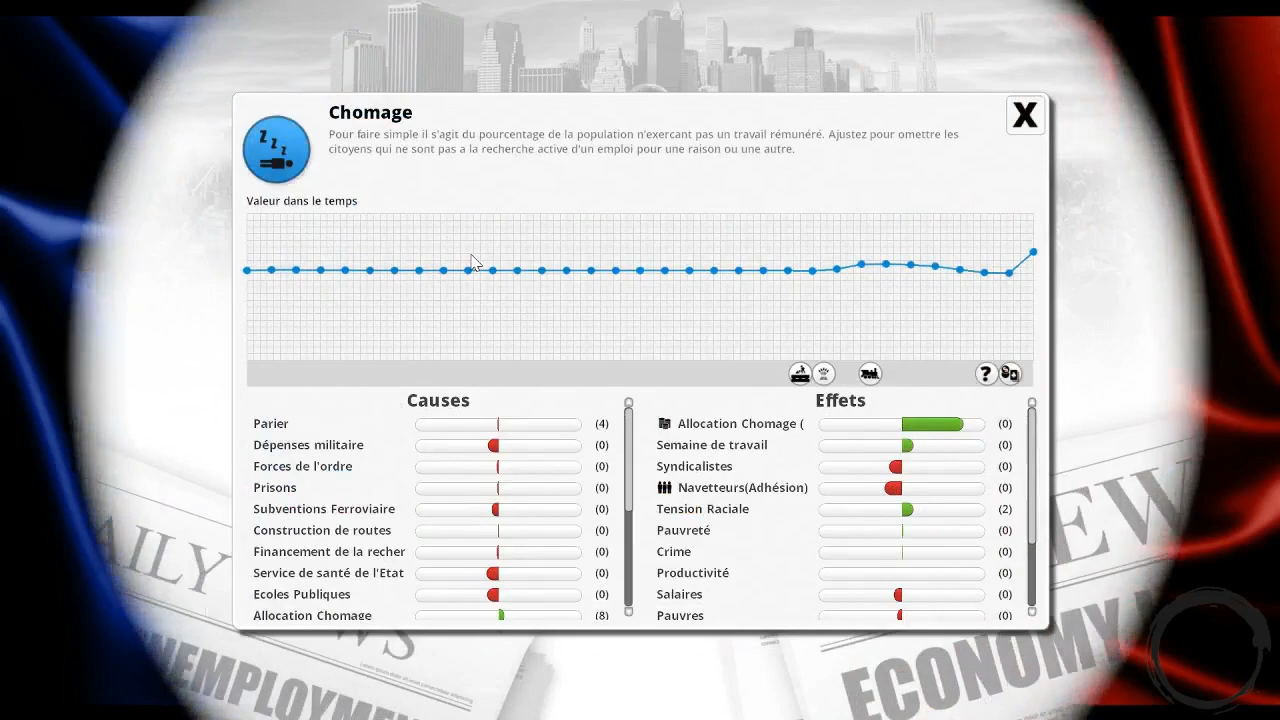 Chomage
X
Pour faire simple il s'agit du pourcentage de la population n'exercant pas un travail rémunéré. Ajustez pour omettre les
citoyens qui ne sont pas a la recherche active d'un emploi pour une raison ou une autre.
Valeur dans le temps
?
Causes
Parier (4)
Dépenses militaire (0)
Forces de l'ordre (0)
Prisons (0)
Subventions Ferroviaire (0)
Construction de routes (0)
Financement de la recher (0)
Service de santé de l'Etat (0)
Ecoles Publiques (0)
Allocation Chomage (8)
Effets
Allocation Chomage ( (0)
Semaine de travail (0)
Syndicalistes (0)
Navetteurs(Adhésion) (0)
Tension Raciale (2)
Pauvreté (0)
Crime (0)
Productivité (0)
Salaires (0)
Pauvres (0)
AILY
WS
NEMPLOYMEN
NEW
ECONOMY